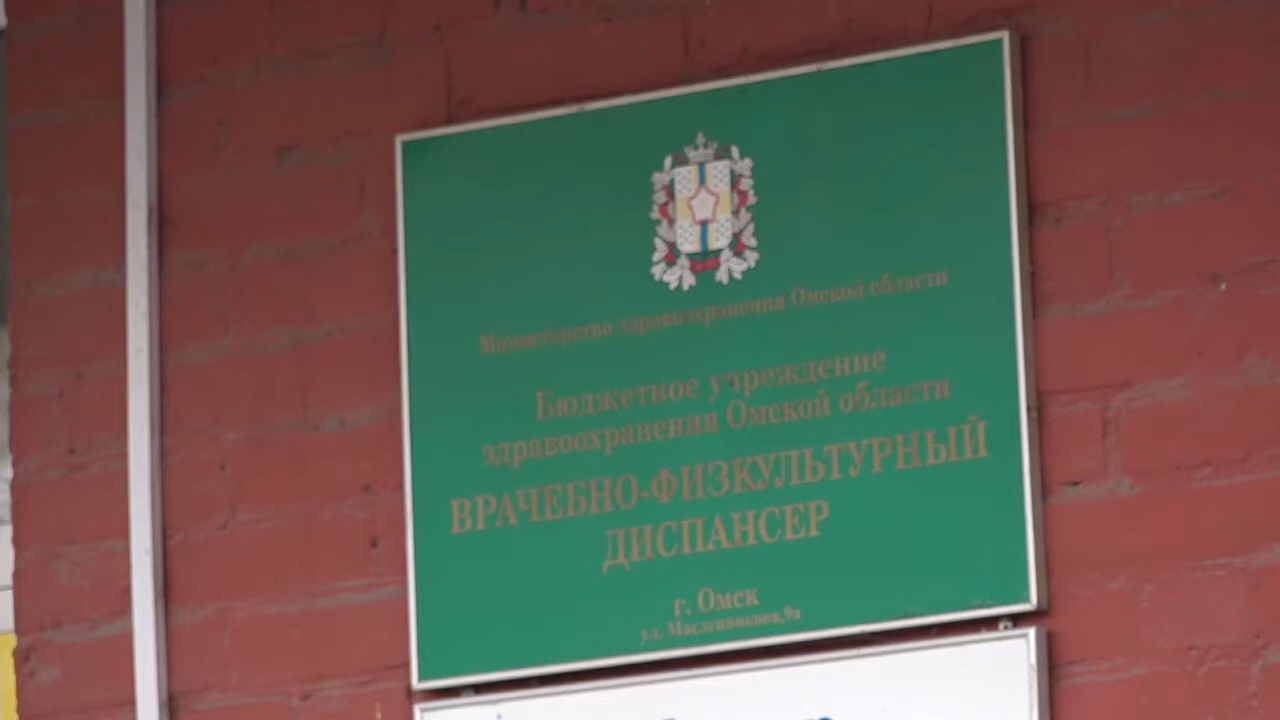 Министерство здравоохранения Омской области
Бюджетное учреждение
здравоохранения Омской области
ВРАЧЕБНО-ФИЗКУЛЬТУРНЫЙ
ДИСПАНСЕР
г. Омск
ул. Масленникова,9а